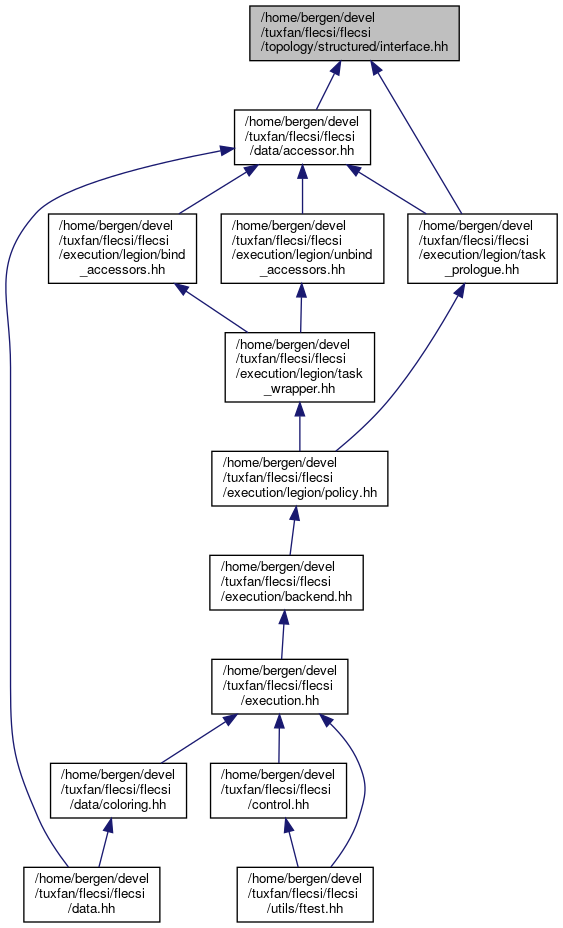 /home/bergen/devel
/tuxfan/flecsi/flecsi
/topology/structured/interface.hh
/home/bergen/devel
/tuxfan/flecsi/flecsi
/data/accessor.hh
/home/bergen/devel
/tuxfan/flecsi/flecsi
/execution/legion/bind
_accessors.hh
/home/bergen/devel
/tuxfan/flecsi/flecsi
/execution/legion/unbind
_accessors.hh
/home/bergen/devel
/tuxfan/flecsi/flecsi
/execution/legion/task
_prologue.hh
/home/bergen/devel
/tuxfan/flecsi/flecsi
/execution/legion/task
_wrapper.hh
/home/bergen/devel
/tuxfan/flecsi/flecsi
/execution/legion/policy.hh
/home/bergen/devel
/tuxfan/flecsi/flecsi
/execution/backend.hh
/home/bergen/devel
/tuxfan/flecsi/flecsi
/execution.hh
/home/bergen/devel
/tuxfan/flecsi/flecsi
/data/coloring.hh
/home/bergen/devel
/tuxfan/flecsi/flecsi
/control.hh
/home/bergen/devel
/tuxfan/flecsi/flecsi
/data.hh
/home/bergen/devel
/tuxfan/flecsi/flecsi
/utils/ftest.hh